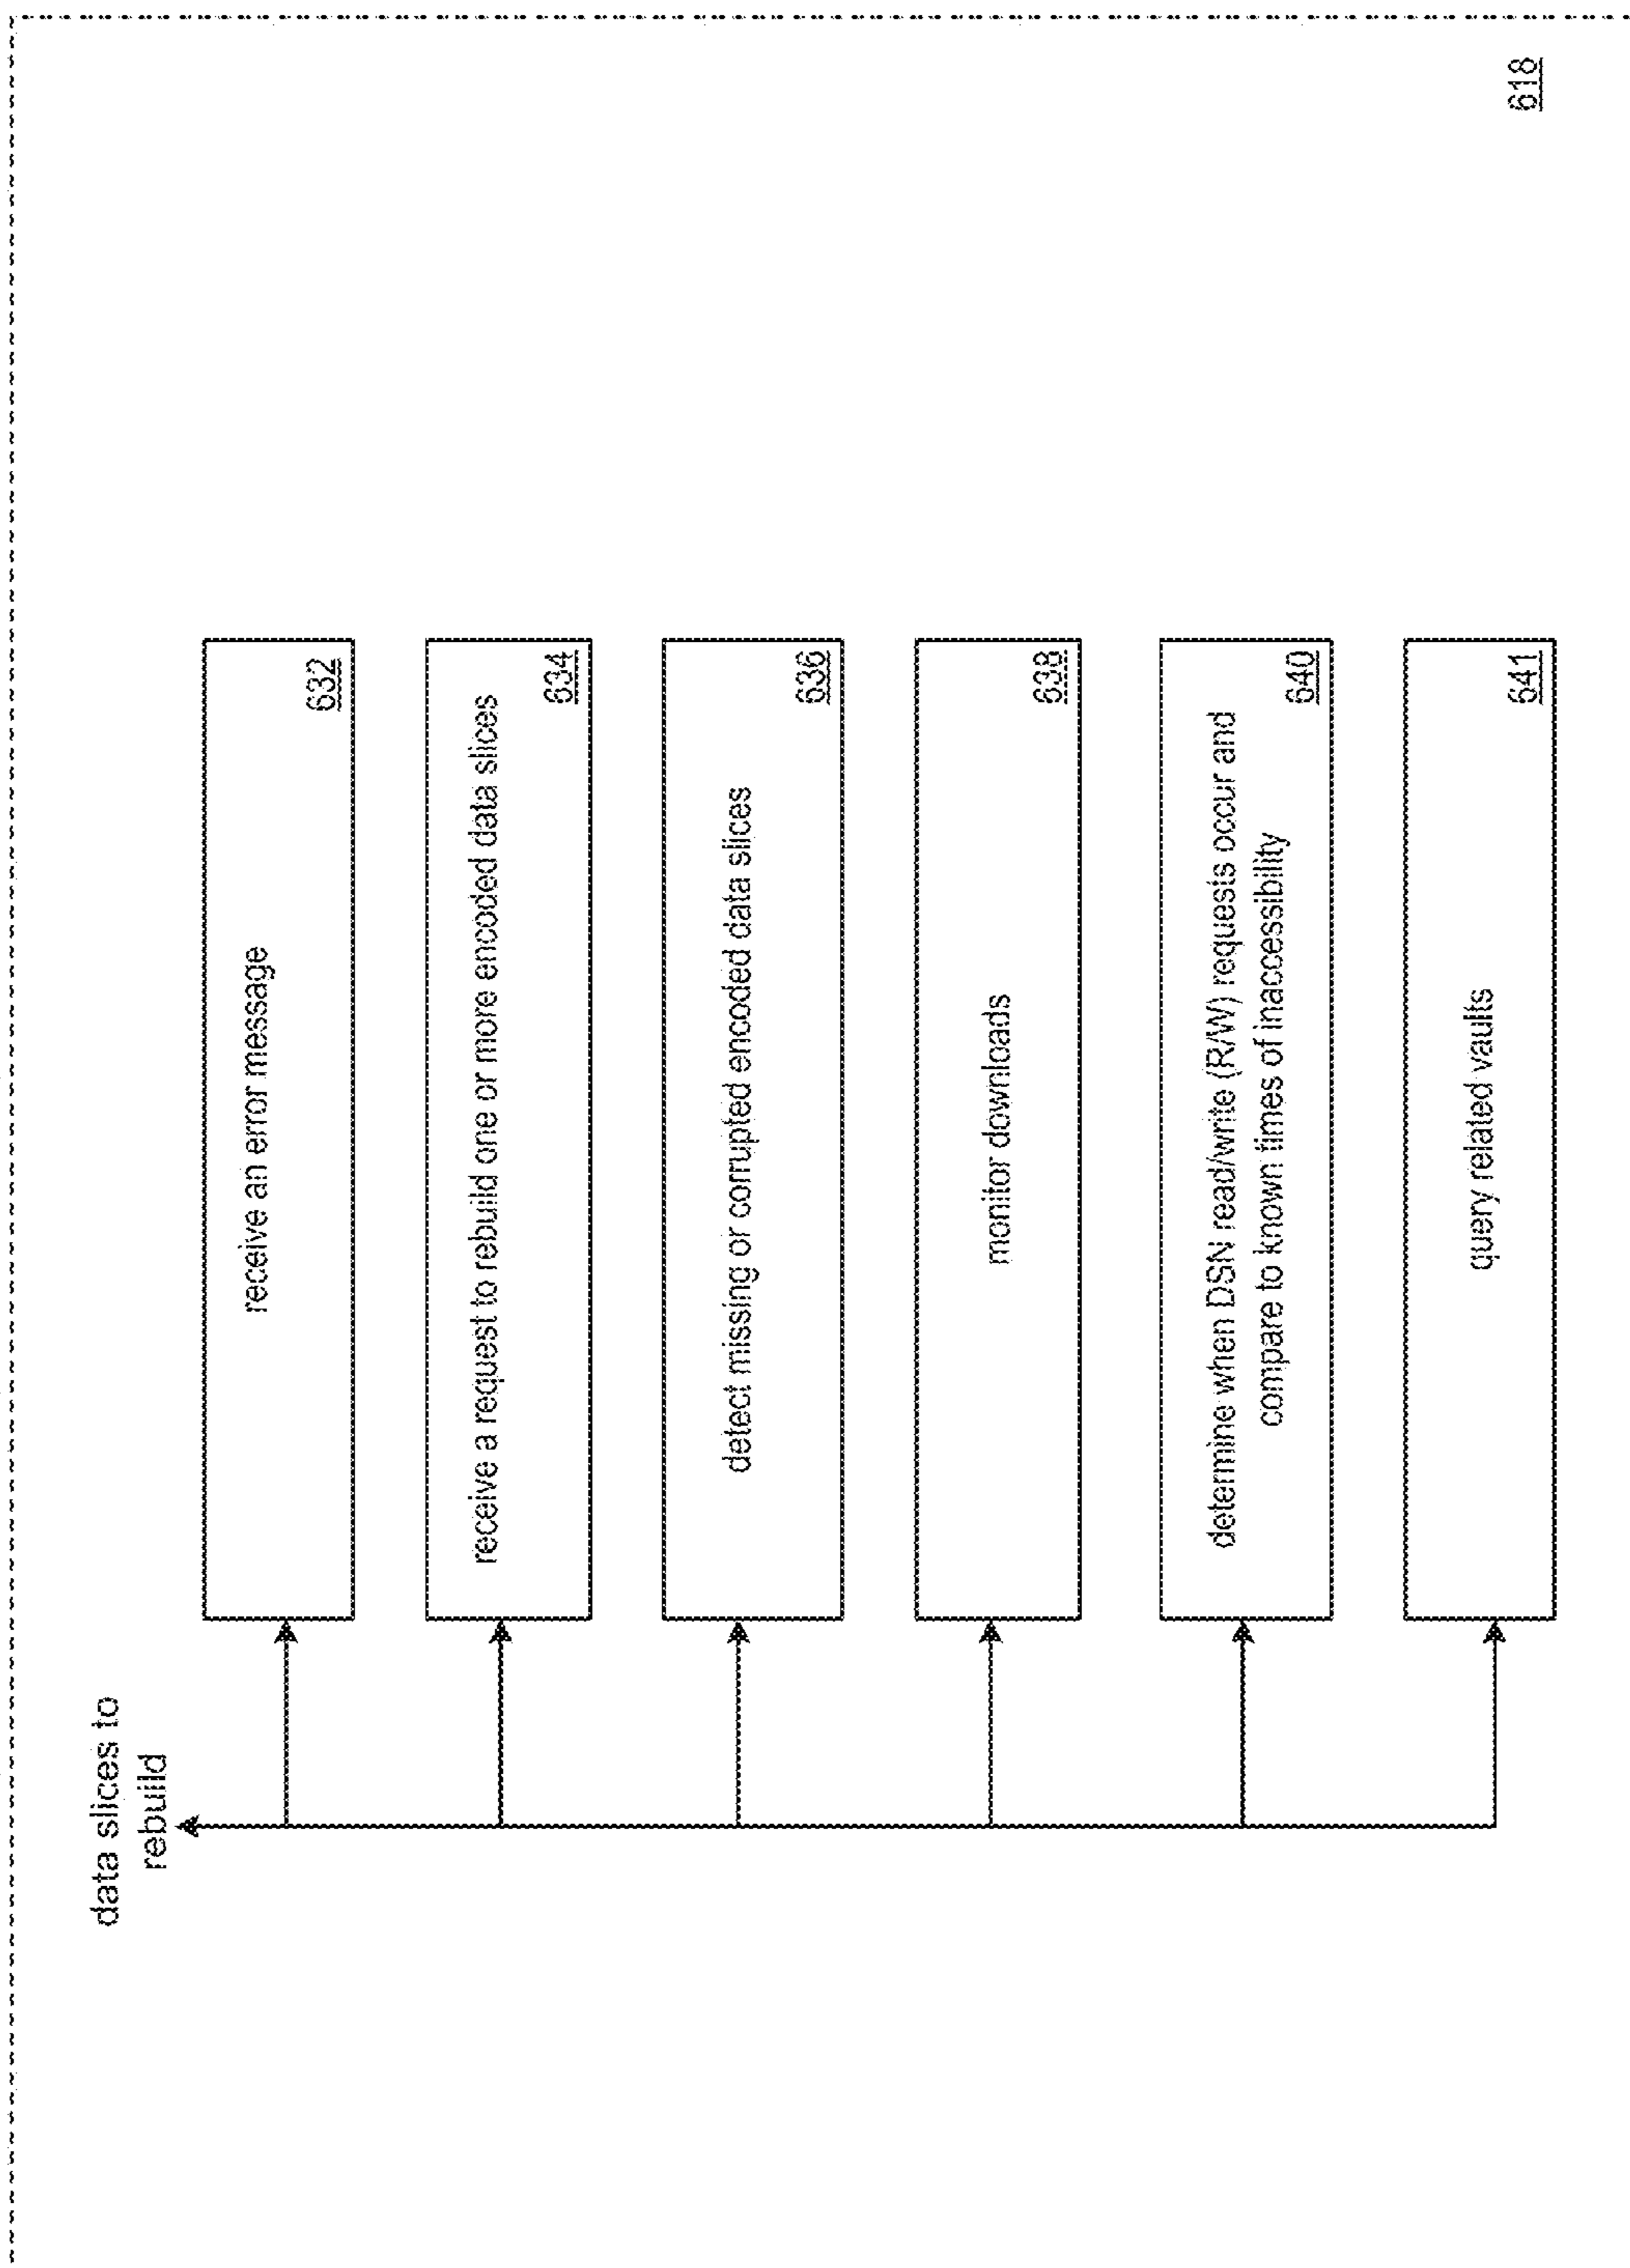 data slices to
rebuild
receive an error message
632
receive a request to rebuild one or more encoded data slices
634
detect missing or corrupted encoded data slices
636
monitor downloads
638
determine when DSN read/write (R/W) requests occur and
compare to known times of inaccessibility
640
query related vaults
641
618